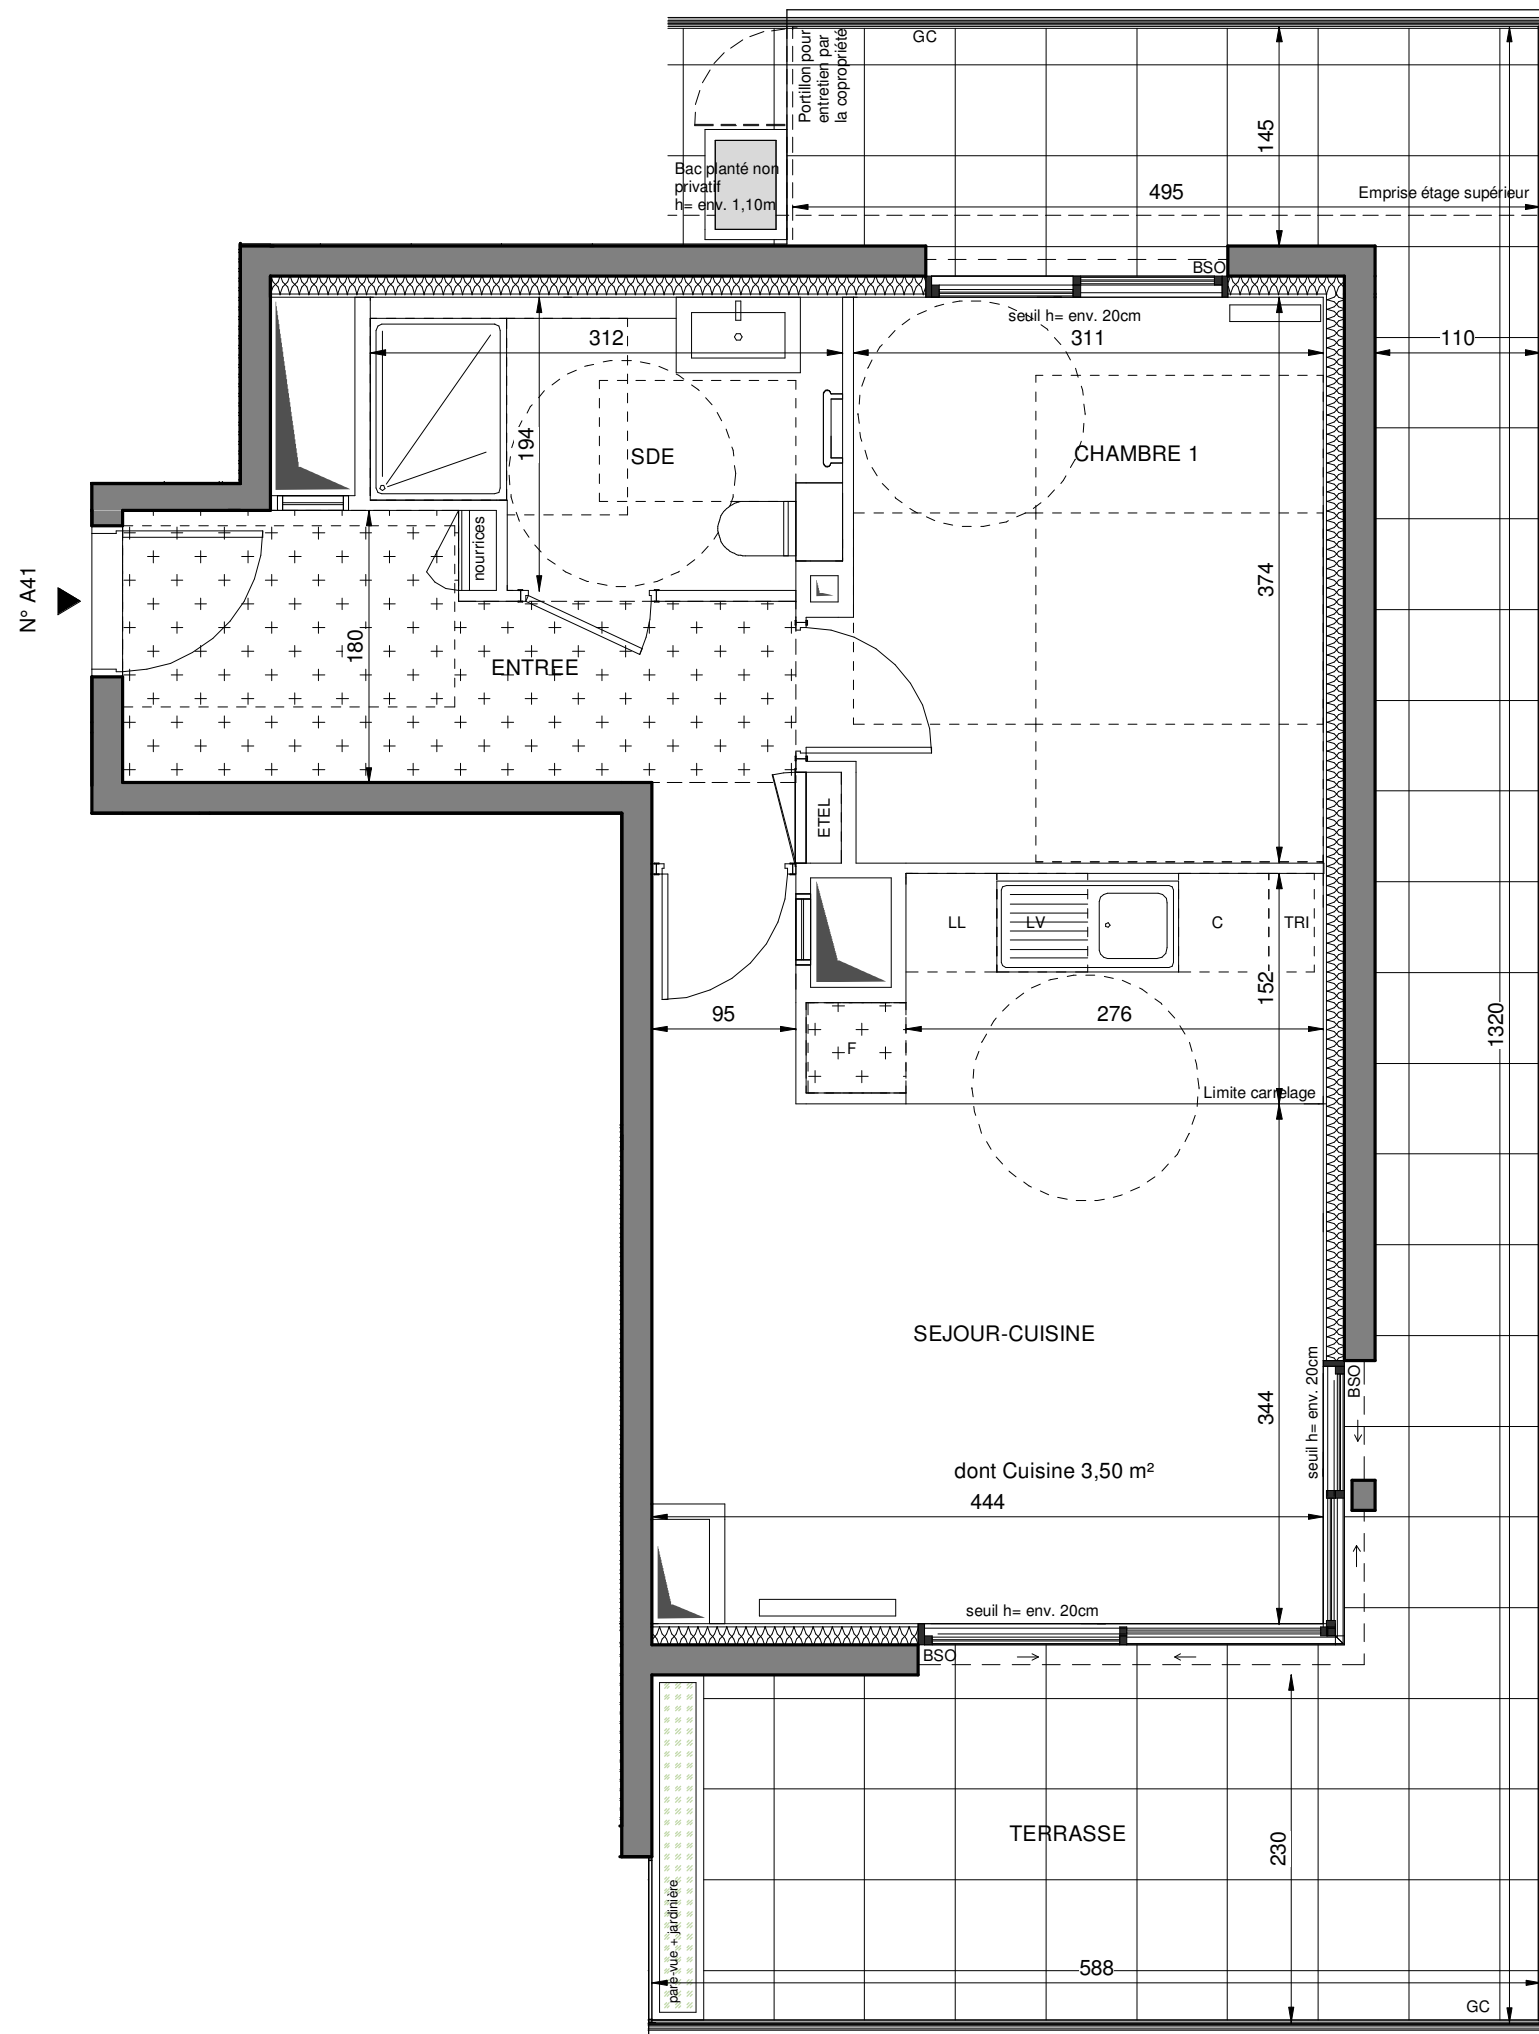 GC
Portillon pour
entretien par
la copropriété
145
Bac planté non
privatif
h= env. 1,10m
495
Emprise étage supérieur
BSO
seuil h= env. 20cm
312
311
110
194
SDE
CHAMBRE 1
nourrices
N° A41
374
180
ENTREE
ETEL
LL
LV
C
TRI
152
95
276
1320
F
Limite carrelage
SEJOUR-CUISINE
seuil h= env. 20cm
BSO
344
dont Cuisine 3,50 m²
444
seuil h= env. 20cm
BSO
TERRASSE
230
pare-vue + jardinière
588
GC